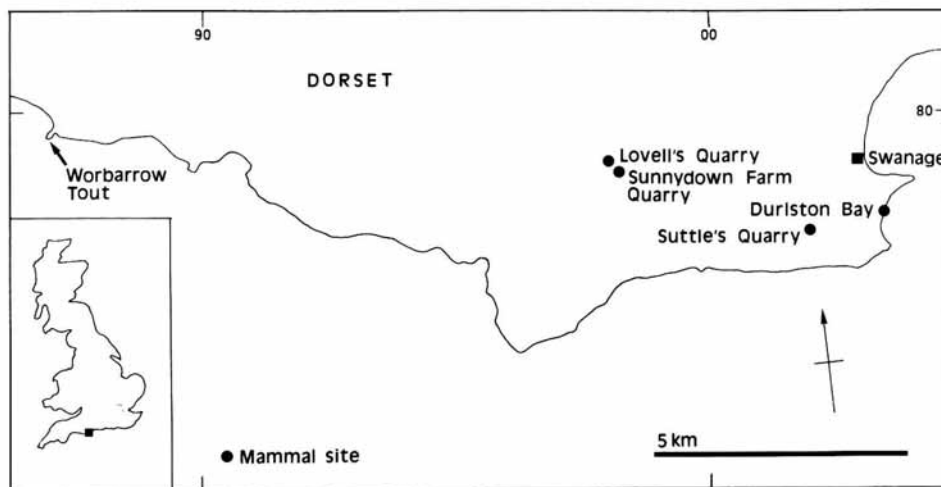 90
00
DORSET
80
Lovell's Quarry
Swanage
Sunnydown Farm
Quarry
Worbarrow
Tout
Durlston Bay
Suttle's Quarry
5 km
Mammal site